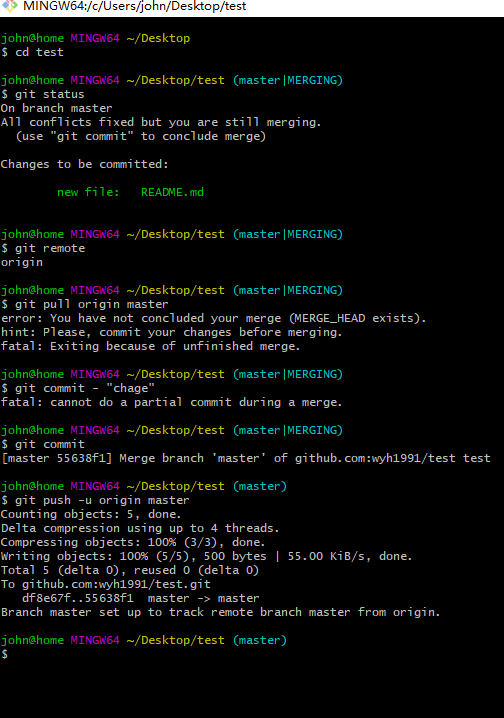 MINGW64:/c/Users/john/Desktop/test
john@home MINGW64 ~/Desktop
$ cd test
john@home MINGW64 ~/Desktop/test (master|MERGING)
$ git status
On branch master
All conflicts fixed but you are still merging.
  (use "git commit" to conclude merge)
Changes to be committed:
        new file:   README.md
john@home MINGW64 ~/Desktop/test (master|MERGING)
$ git remote
origin
john@home MINGW64 ~/Desktop/test (master|MERGING)
$ git pull origin master
error: You have not concluded your merge (MERGE_HEAD exists).
hint: Please, commit your changes before merging.
fatal: Exiting because of unfinished merge.
john@home MINGW64 ~/Desktop/test (master|MERGING)
$ git commit - "chage"
fatal: cannot do a partial commit during a merge.
john@home MINGW64 ~/Desktop/test (master|MERGING)
$ git commit
[master 55638f1] Merge branch 'master' of github.com:wyh1991/test test
john@home MINGW64 ~/Desktop/test (master)
$ git push -u origin master
Counting objects: 5, done.
Delta compression using up to 4 threads.
Compressing objects: 100% (3/3), done.
Writing objects: 100% (5/5), 500 bytes | 55.00 KiB/s, done.
Total 5 (delta 0), reused 0 (delta 0)
To github.com:wyh1991/test.git
   df8e67f..55638f1  master -> master
Branch master set up to track remote branch master from origin.
john@home MINGW64 ~/Desktop/test (master)
$